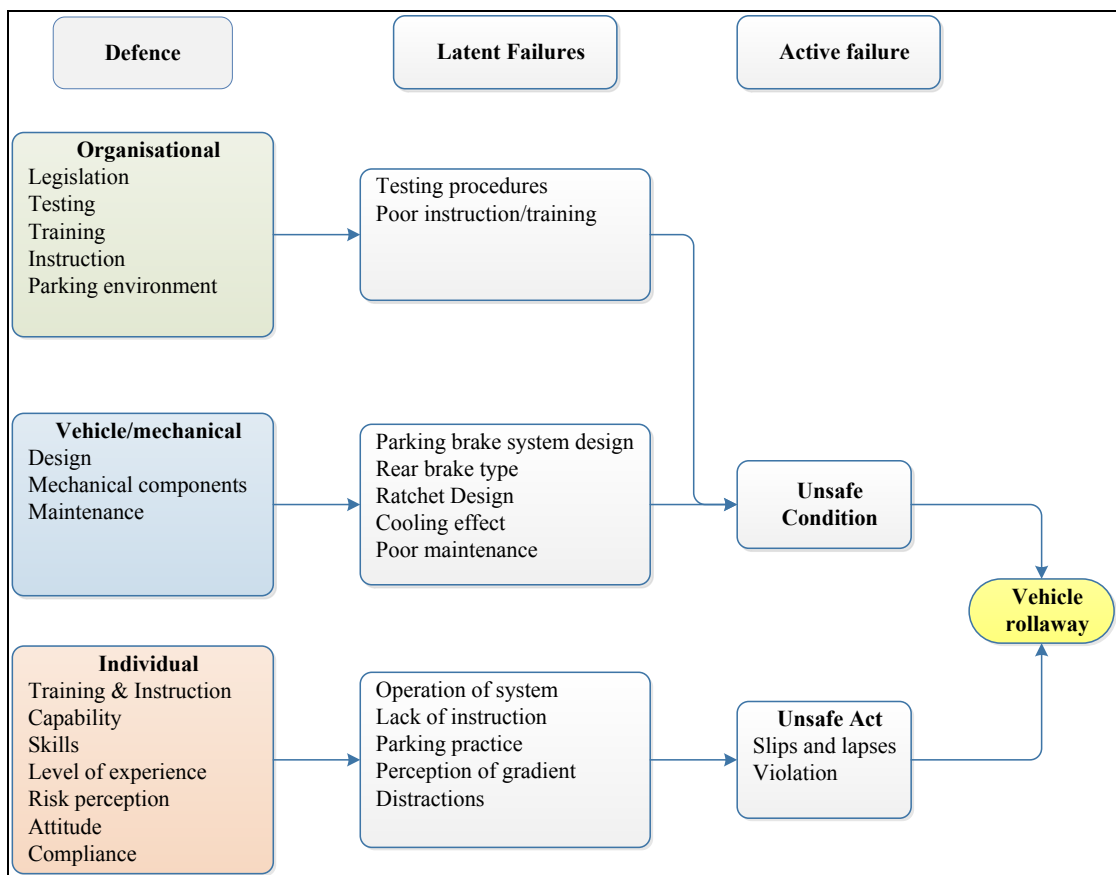 Defence
Latent Failures
Active failure
Organisational
Legislation
Testing
Training
Instruction
Parking environment
Testing procedures
Poor instruction/training
Vehicle/mechanical
Design
Mechanical components
Maintenance
Parking brake system design
Rear brake type
Ratchet Design
Cooling effect
Poor maintenance
Unsafe
Condition
Vehicle
rollaway
Individual
Training & Instruction
Capability
Skills
Level of experience
Risk perception
Attitude
Compliance
Operation of system
Lack of instruction
Parking practice
Perception of gradient
Distractions
Unsafe Act
Slips and lapses
Violation